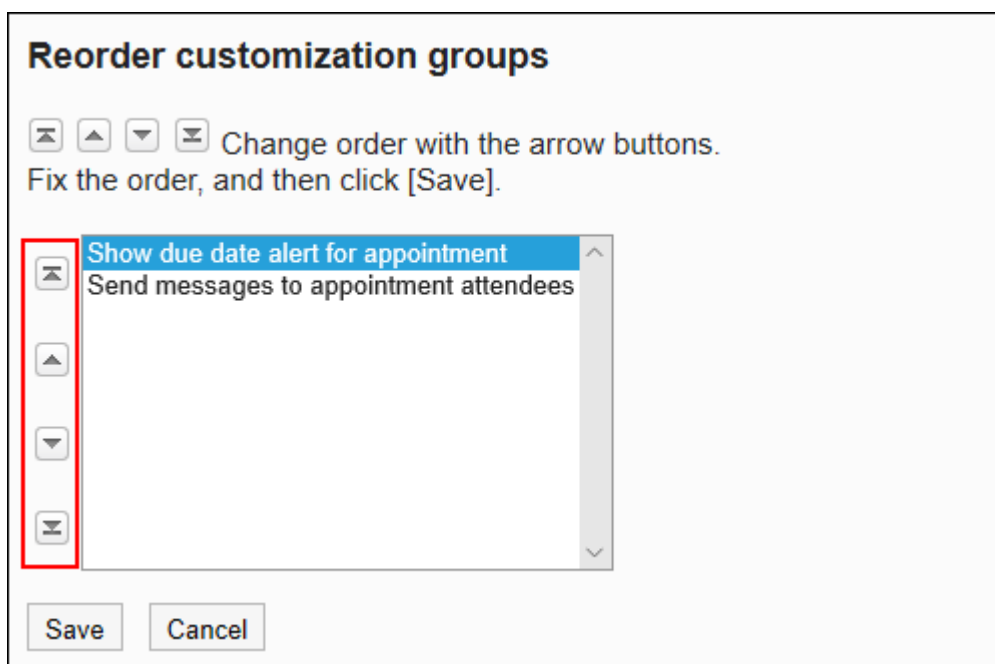 Reorder customization groups
Change order with the arrow buttons.
Fix the order, and then click [Save].
Show due date alert for appointment
Send messages to appointment attendees
Save Cancel